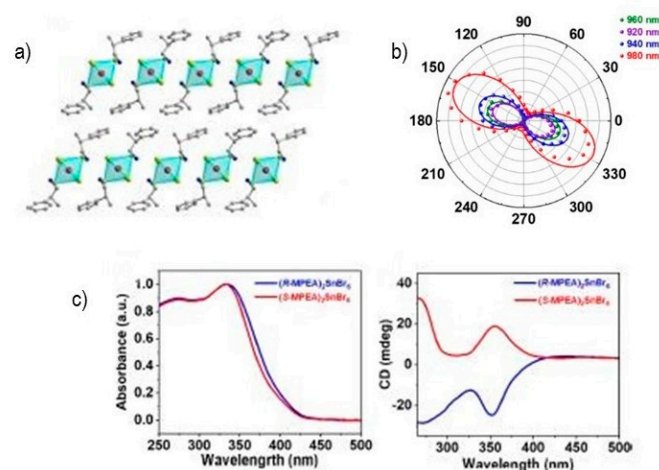 a)
b)
960 nm
920 nm
940 nm
980 nm
90
120
60
150
30
180
0
210
330
240
300
270
c)
(R-MPEA)2SnBr6
(S-MPEA)2SnBr6
Absorbance (a.u.)
1.0
0.8
0.6
0.4
0.2
0.0
250 300 350 400 450 500
Wavelengrth (nm)
(R-MPEA)2SnBr6
(S-MPEA)2SnBr6
CD (mdeg)
40
20
0
-20
300 350 400 450 500
Wavelength (nm)